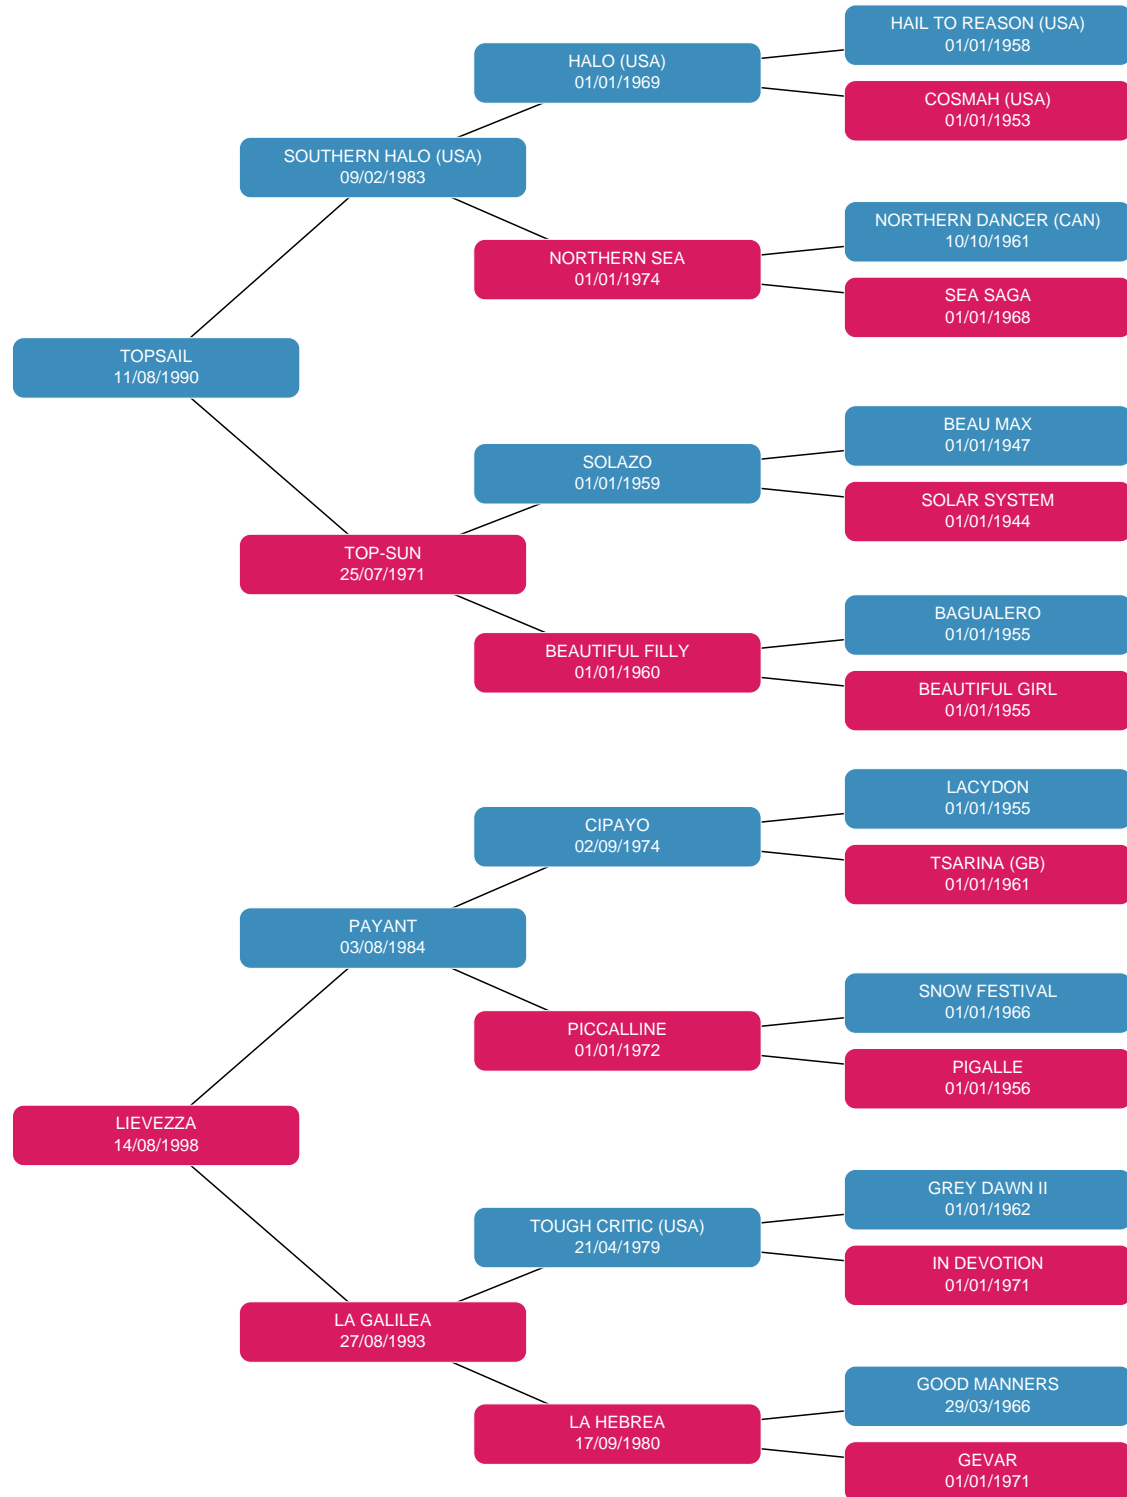 HAIL TO REASON (USA)
01/01/1958
HALO (USA)
01/01/1969
COSMAH (USA)
01/01/1953
SOUTHERN HALO (USA)
09/02/1983
NORTHERN DANCER (CAN)
10/10/1961
NORTHERN SEA
01/01/1974
SEA SAGA
01/01/1968
TOPSAIL
11/08/1990
BEAU MAX
01/01/1947
SOLAZO
01/01/1959
SOLAR SYSTEM
01/01/1944
TOP-SUN
25/07/1971
BAGUALERO
01/01/1955
BEAUTIFUL FILLY
01/01/1960
BEAUTIFUL GIRL
01/01/1955
LACYDON
01/01/1955
CIPAYO
02/09/1974
TSARINA (GB)
01/01/1961
PAYANT
03/08/1984
SNOW FESTIVAL
01/01/1966
PICCALLINE
01/01/1972
PIGALLE
01/01/1956
LIEVEZZA
14/08/1998
GREY DAWN II
01/01/1962
TOUGH CRITIC (USA)
21/04/1979
IN DEVOTION
01/01/1971
LA GALILEA
27/08/1993
GOOD MANNERS
29/03/1966
LA HEBREA
17/09/1980
GEVAR
01/01/1971